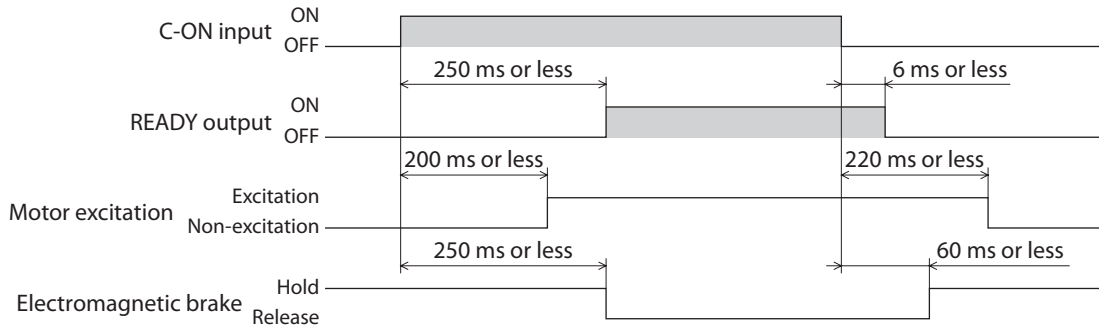 C-ON input
ON
OFF
250 ms or less
6 ms or less
READY output
ON
OFF
200 ms or less
220 ms or less
Motor excitation
Excitation
Non-excitation
250 ms or less
60 ms or less
Electromagnetic brake
Hold
Release